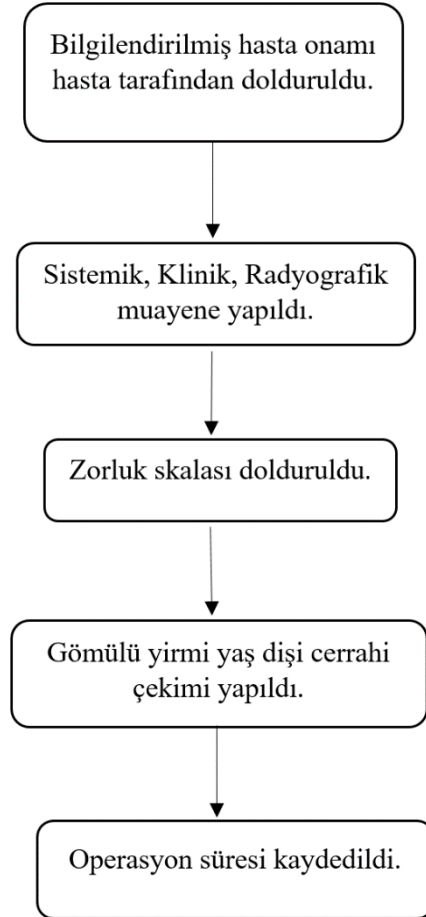 Bilgilendirilmiş hasta onamı
hasta tarafından dolduruldu.
Sistemik, Klinik, Radyografik
muayene yapıldı.
Zorluk skalası dolduruldu.
Gömülü yirmi yaş dişi cerrahi
çekimi yapıldı.
Operasyon süresi kaydedildi.